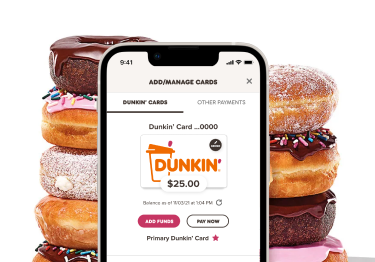 9:41
ADD/MANAGE CARDS
DUNKIN' CARDS
OTHER PAYMENTS
Dunkin' Card ...0000
DUNKIN'
$25.00
Balance as of 11/03/21 at 1:04 PM
ADD FUNDS
PAY NOW
Primary Dunkin' Card